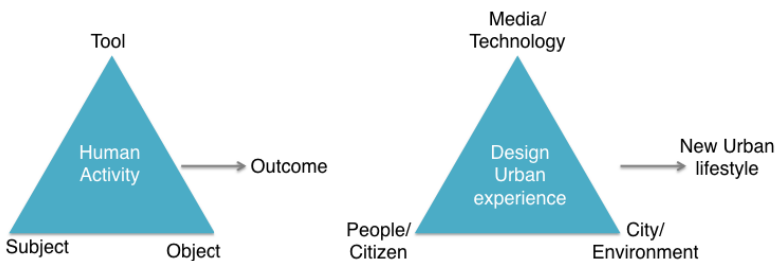 Tool
Human
Activity
Outcome
Subject
Object
Media/
Technology
Design
Urban
experience
New Urban
lifestyle
People/
Citizen
City/
Environment